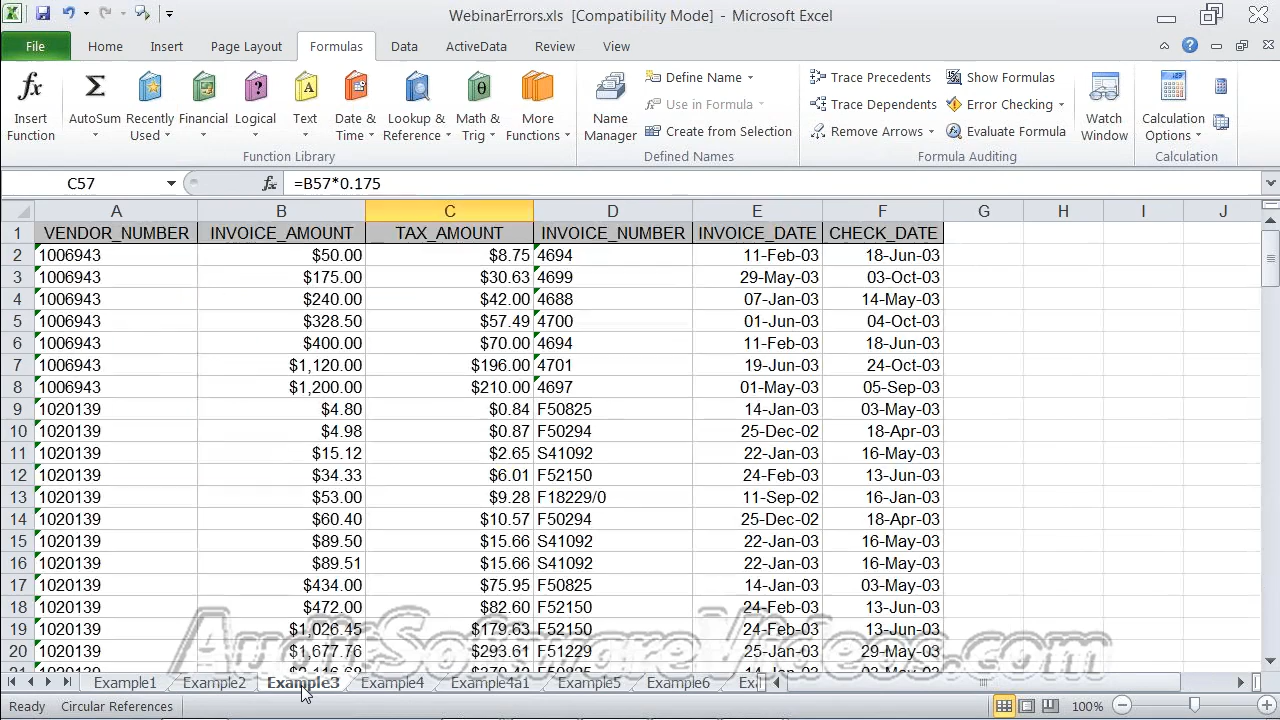 WebinarErrors.xls [Compatibility Mode] - Microsoft Excel
File Home Insert Page Layout Formulas Data ActiveData Review View
fx Insert Function
Σ AutoSum
Recently Used
Financial
? Logical
A Text
Date & Time
Lookup & Reference
θ Math & Trig
More Functions
Function Library
Name Manager
Define Name
Use in Formula
Create from Selection
Defined Names
Trace Precedents
Trace Dependents
Remove Arrows
Show Formulas
Error Checking
Evaluate Formula
Formula Auditing
Watch Window
Calculation Options
Calculation
C57 fx =B57*0.175
A B C D E F G H I J
1 VENDOR_NUMBER INVOICE_AMOUNT TAX_AMOUNT INVOICE_NUMBER INVOICE_DATE CHECK_DATE
2 1006943 $50.00 $8.75 4694 11-Feb-03 18-Jun-03
3 1006943 $175.00 $30.63 4699 29-May-03 03-Oct-03
4 1006943 $240.00 $42.00 4688 07-Jan-03 14-May-03
5 1006943 $328.50 $57.49 4700 01-Jun-03 04-Oct-03
6 1006943 $400.00 $70.00 4694 11-Feb-03 18-Jun-03
7 1006943 $1,120.00 $196.00 4701 19-Jun-03 24-Oct-03
8 1006943 $1,200.00 $210.00 4697 01-May-03 05-Sep-03
9 1020139 $4.80 $0.84 F50825 14-Jan-03 03-May-03
10 1020139 $4.98 $0.87 F50294 25-Dec-02 18-Apr-03
11 1020139 $15.12 $2.65 S41092 22-Jan-03 16-May-03
12 1020139 $34.33 $6.01 F52150 24-Feb-03 13-Jun-03
13 1020139 $53.00 $9.28 F18229/0 11-Sep-02 16-Jan-03
14 1020139 $60.40 $10.57 F50294 25-Dec-02 18-Apr-03
15 1020139 $89.50 $15.66 S41092 22-Jan-03 16-May-03
16 1020139 $89.51 $15.66 S41092 22-Jan-03 16-May-03
17 1020139 $434.00 $75.95 F50825 14-Jan-03 03-May-03
18 1020139 $472.00 $82.60 F52150 24-Feb-03 13-Jun-03
19 1020139 $1,026.45 $179.63 F52150 24-Feb-03 13-Jun-03
20 1020139 $1,677.76 $293.61 F51229 25-Jan-03 29-May-03
AuditSoftwareVideos.com
Example1 Example2 Example3 Example4 Example4a1 Example5 Example6 Exa
Ready Circular References 100%